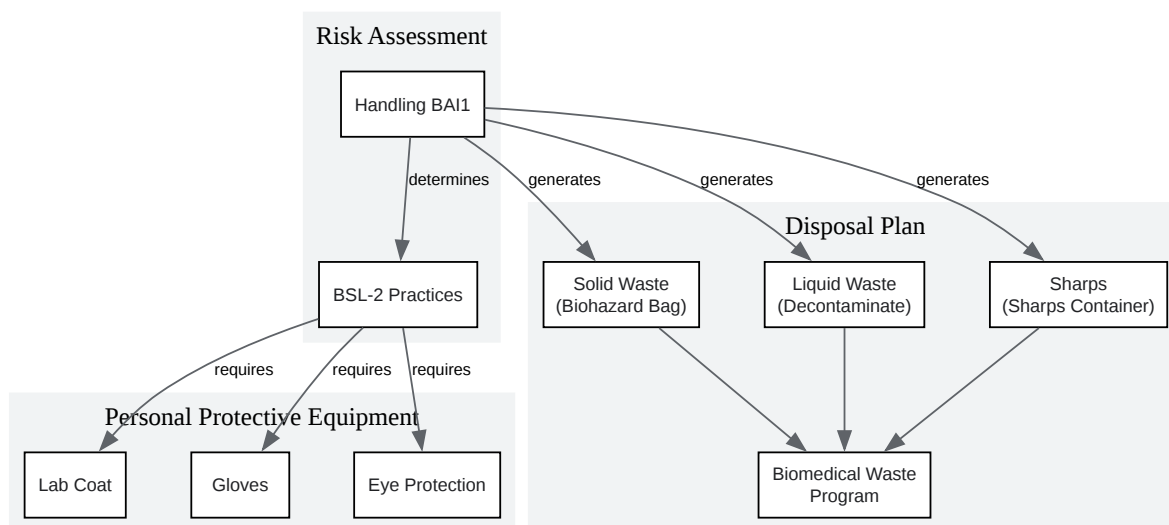 Risk Assessment
Handling BAI1
determines
generates
generates
generates
Disposal Plan
BSL-2 Practices
Solid Waste
(Biohazard Bag)
Liquid Waste
(Decontaminate)
Sharps
(Sharps Container)
requires
requires
requires
Personal Protective Equipment
Lab Coat
Gloves
Eye Protection
Biomedical Waste
Program